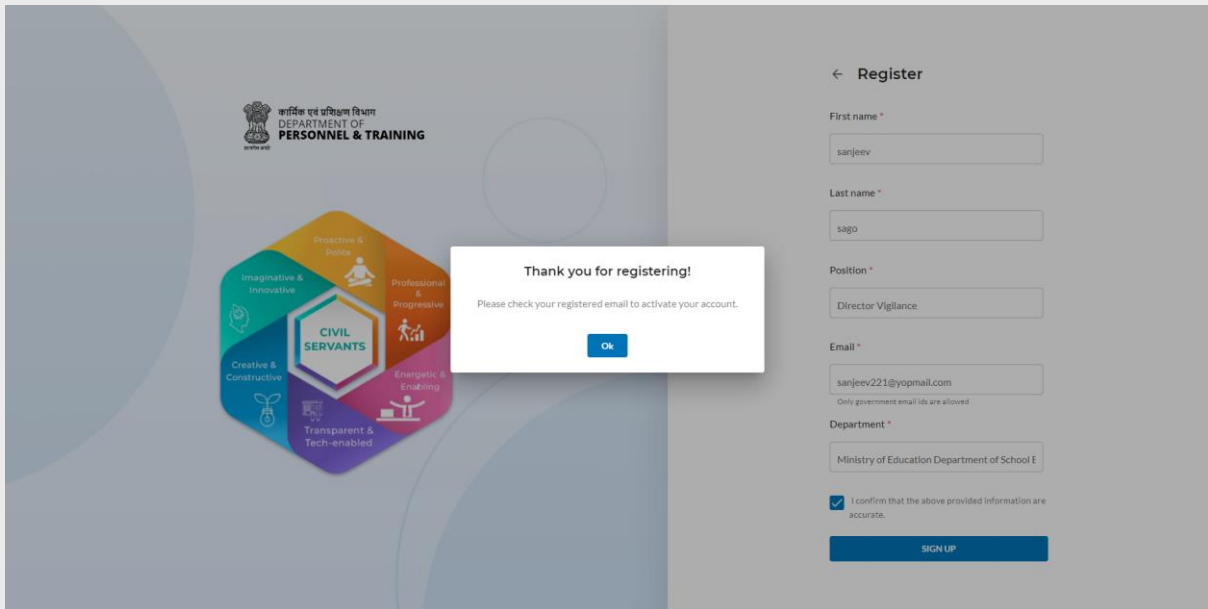 कार्मिक एवं प्रशिक्षण विभाग
DEPARTMENT OF
PERSONNEL & TRAINING
सत्यमेव जयते
Proactive &
Polite
Imaginative &
Innovative
Professional
&
Progressive
CIVIL
SERVANTS
Creative &
Constructive
Energetic &
Enabling
Transparent &
Tech-enabled
Thank you for registering!
Please check your registered email to activate your account.
Ok
← Register
First name *
sanjeev
Last name *
sago
Position *
Director Vigilance
Email *
sanjeev221@yopmail.com
Only government email ids are allowed
Department *
Ministry of Education Department of School E
I confirm that the above provided information are
accurate.
SIGN UP